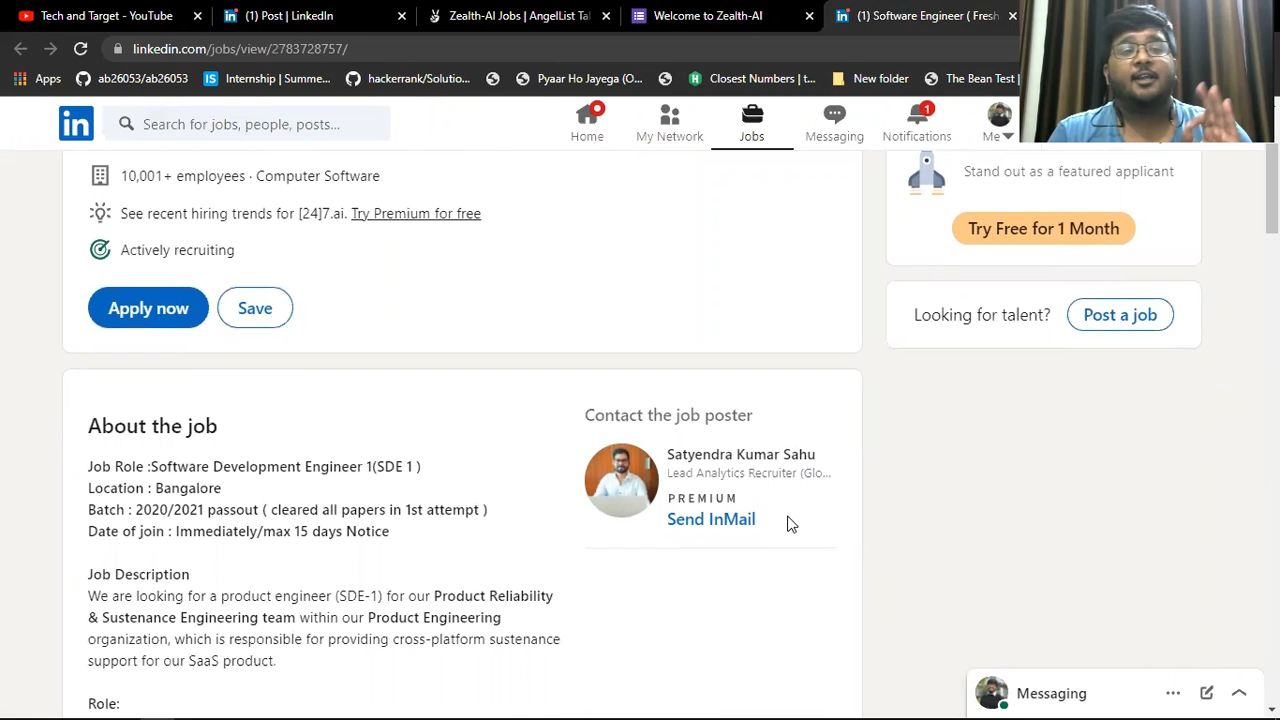 Tech and Target - YouTube
(1) Post | LinkedIn
Zealth-AI Jobs | AngelList Ta
Welcome to Zealth-AI
(1) Software Engineer ( Fresh
linkedin.com/jobs/view/2783728757/
Apps
ab26053/ab26053
Internship | Summe...
hackerrank/Solutio...
Pyaar Ho Jayega (O...
Closest Numbers | t...
New folder
The Bean Test | Prep
in
Search for jobs, people, posts...
Home
My Network
Jobs
Messaging
1
Notifications
Me
10,001+ employees · Computer Software
See recent hiring trends for [24]7.ai. Try Premium for free
Actively recruiting
Apply now
Save
Stand out as a featured applicant
Try Free for 1 Month
Looking for talent?
Post a job
About the job
Job Role :Software Development Engineer 1(SDE 1 )
Location : Bangalore
Batch : 2020/2021 passout ( cleared all papers in 1st attempt )
Date of join : Immediately/max 15 days Notice
Job Description
We are looking for a product engineer (SDE-1) for our Product Reliability
& Sustenance Engineering team within our Product Engineering
organization, which is responsible for providing cross-platform sustenance
support for our SaaS product.
Role:
Contact the job poster
Satyendra Kumar Sahu
Lead Analytics Recruiter (Glo...
PREMIUM
Send InMail
Messaging